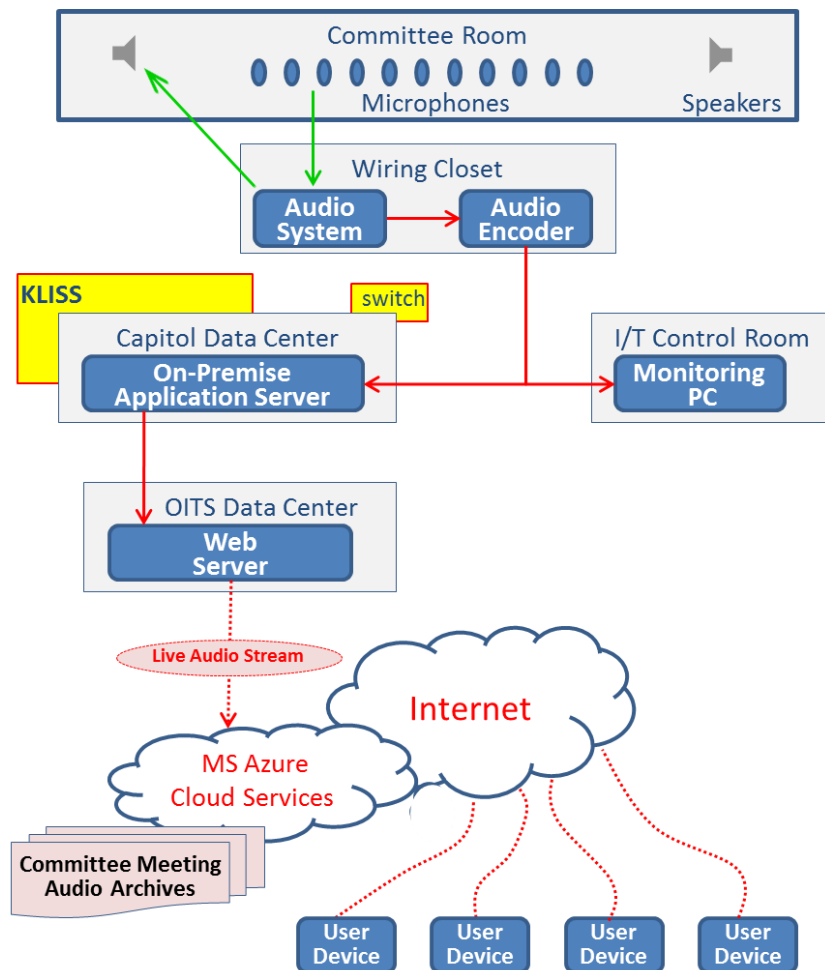 Committee Room
Microphones
Speakers
Wiring Closet
Audio
System
Audio
Encoder
KLISS
switch
Capitol Data Center
I/T Control Room
On-Premise
Application Server
Monitoring
PC
OITS Data Center
Web
Server
Live Audio Stream
Internet
MS Azure
Cloud Services
Committee Meeting
Audio Archives
User
Device
User
Device
User
Device
User
Device